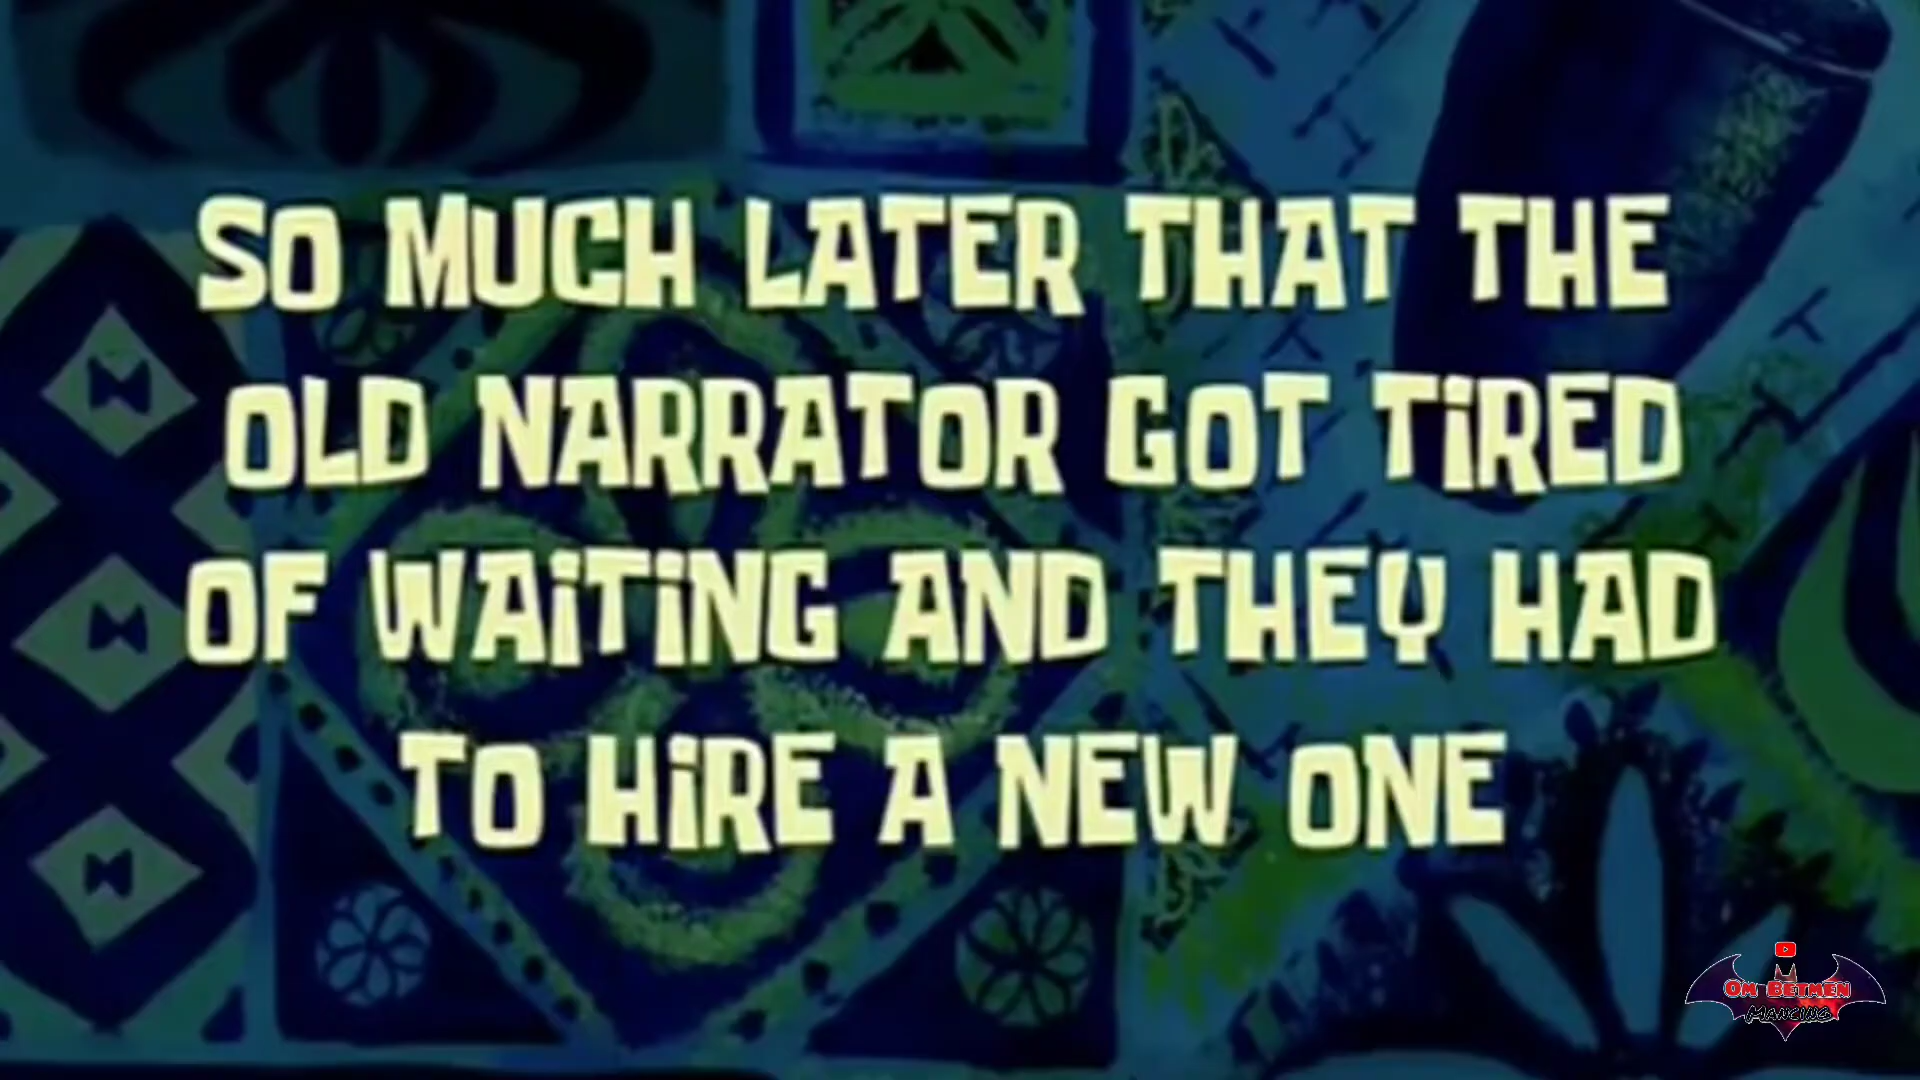 SO MUCH LATER THAT THE
OLD NARRATOR GOT TiRED
OF WAiTiNG AND THEY HAD
TO HiRE A NEW ONE
OM BETMEN
MANCING